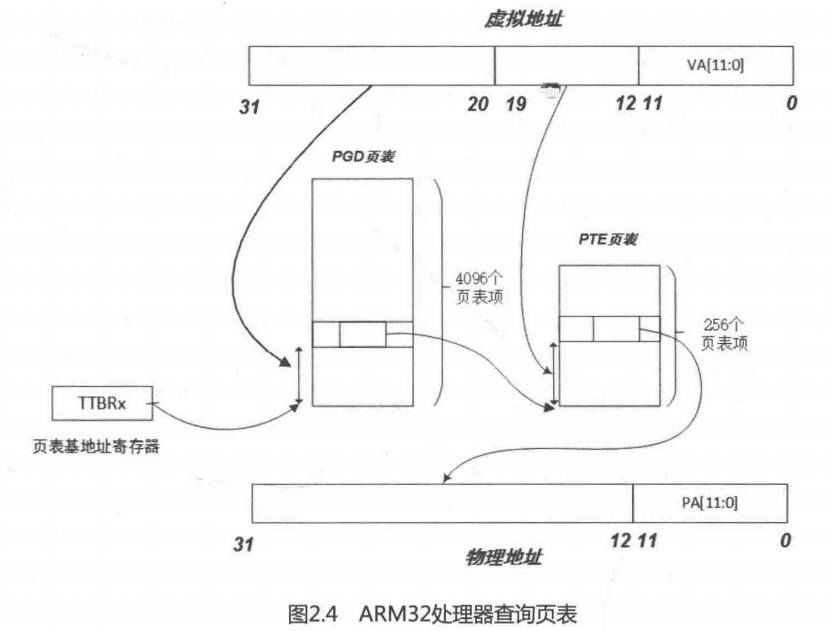 虚拟地址
VA[11:0]
31 20 19 12 11 0
PGD页表
PTE页表
4096个
页表项
256个
页表项
TTBRx
页表基地址寄存器
PA[11:0]
31 12 11 0
物理地址
图2.4 ARM32处理器查询页表